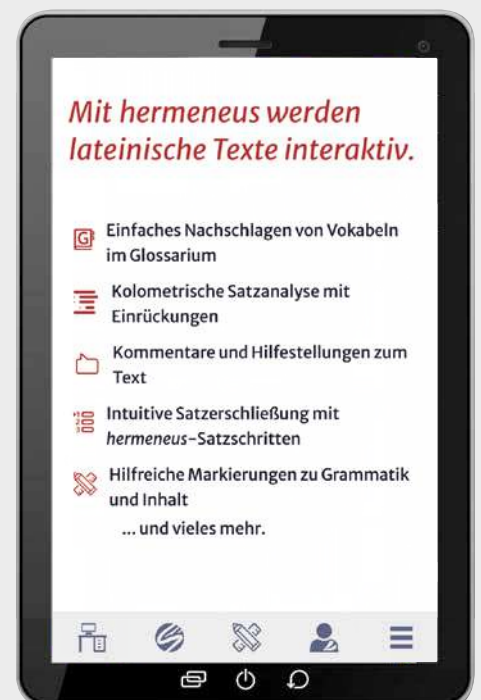 Mit hermeneus werden
lateinische Texte interaktiv.
Einfaches Nachschlagen von Vokabeln
im Glossarium
Kolometrische Satzanalyse mit
Einrückungen
Kommentare und Hilfestellungen zum
Text
Intuitive Satzerschließung mit
hermeneus-Satzschritten
Hilfreiche Markierungen zu Grammatik
und Inhalt
... und vieles mehr.